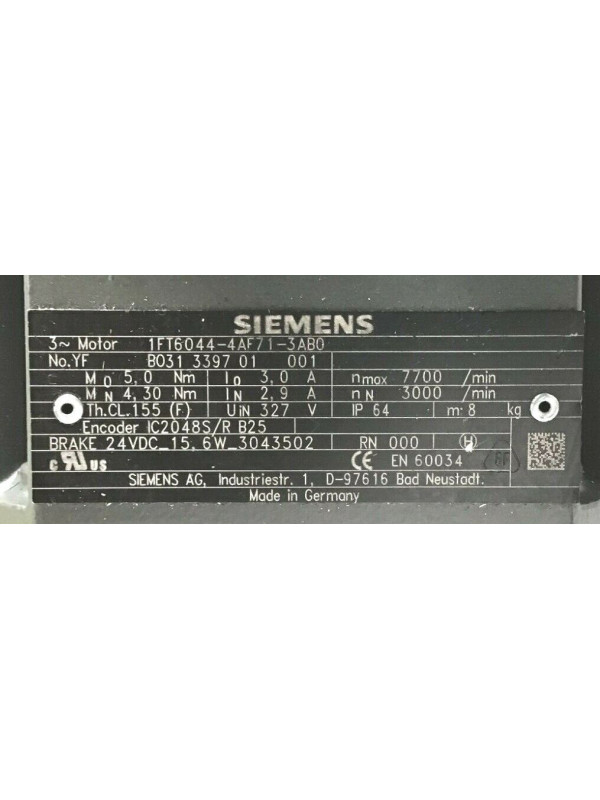 SIEMENS
3~ Motor 1FT6044-4AF71-3AB0
No.YF B031 3397 01 001
M0 5,0 Nm I0 3,0 A nmax 7700 /min
MN 4,30 Nm IN 2,9 A nN 3000 /min
Th.CL.155 (F) UIN 327 V IP 64 m: 8 kg
Encoder IC2048S/R B25
BRAKE 24VDC 15,6W 3043502 RN 000 H
c RU US CE EN 60034
SIEMENS AG, Industriestr. 1, D-97616 Bad Neustadt.
Made in Germany